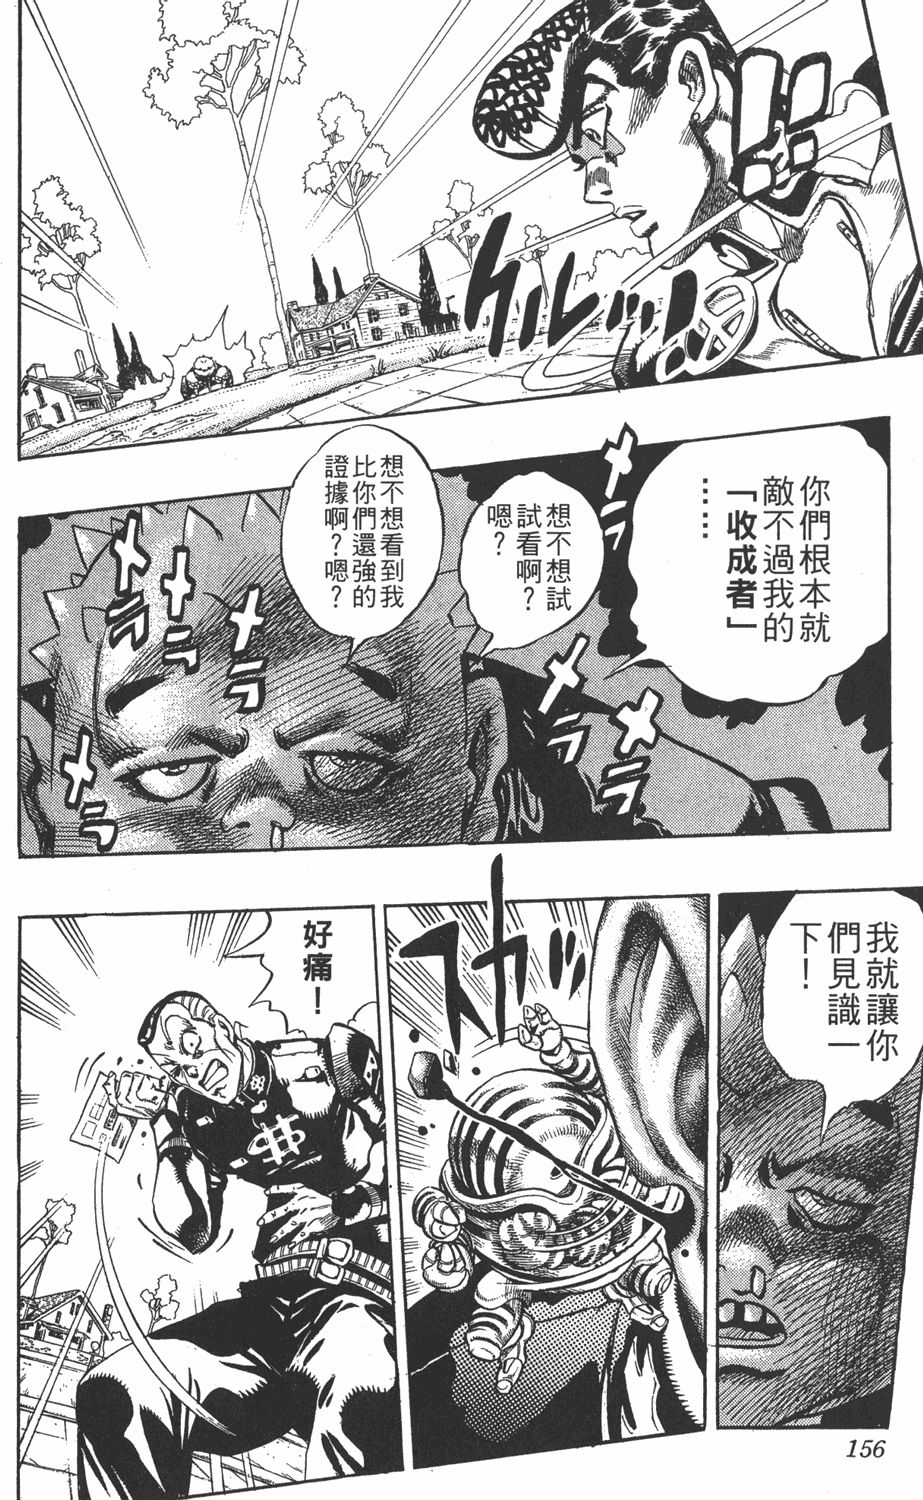 クルルッ
你們根本就
敵不過我的
「收成者」
……
想不想試
試看啊？
嗯？
想不想看到我
比你們還強的
證據啊？嗯？
メラ
メラ
メラ
メラ
メラ
メラ
我就讓你
們見識一
下！
スパッ
好痛！
156